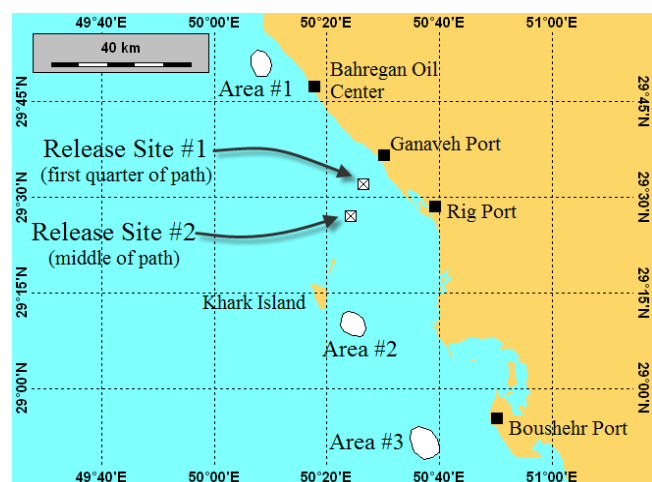 49°40'E 50°00'E 50°20'E 50°40'E 51°00'E
40 km
Area #1
Bahregan Oil
Center
29°45'N 29°45'N
Release Site #1
(first quarter of path)
Ganaveh Port
29°30'N 29°30'N
Rig Port
Release Site #2
(middle of path)
29°15'N 29°15'N
Khark Island
Area #2
29°00'N 29°00'N
Boushehr Port
Area #3
49°40'E 50°00'E 50°20'E 50°40'E 51°00'E